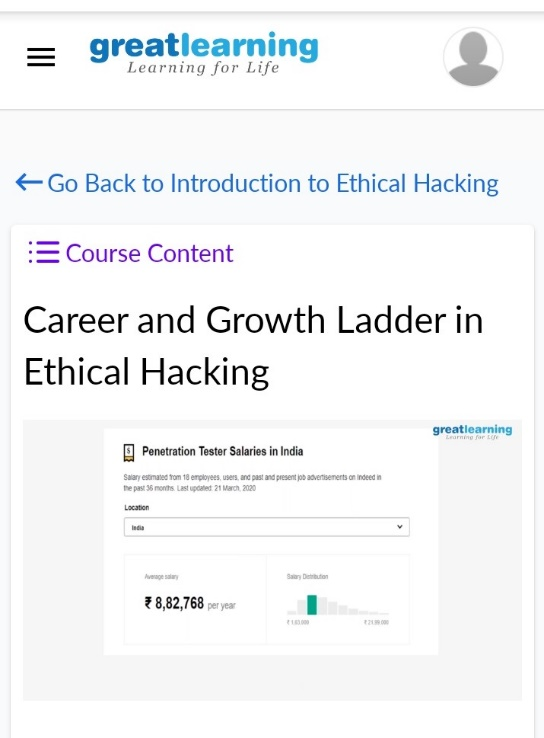 greatlearning
Learning for Life
Go Back to Introduction to Ethical Hacking
Course Content
Career and Growth Ladder in
Ethical Hacking
greatlearning
Learning for Life
Penetration Tester Salaries in India
Salary estimated from 18 employees, users, and past and present job advertisements on Indeed in
the past 36 months. Last updated: 21 March, 2020
Location
India
Average salary
Salary Distribution
₹ 8,82,768 per year